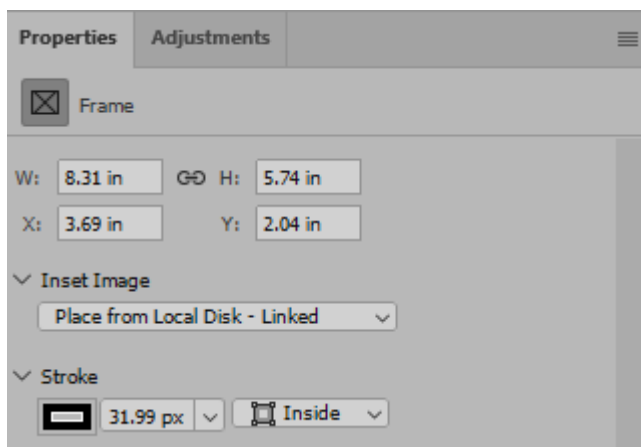 Properties Adjustments
Frame
W: 8.31 in H: 5.74 in
X: 3.69 in Y: 2.04 in
Inset Image
Place from Local Disk - Linked
Stroke
31.99 px Inside